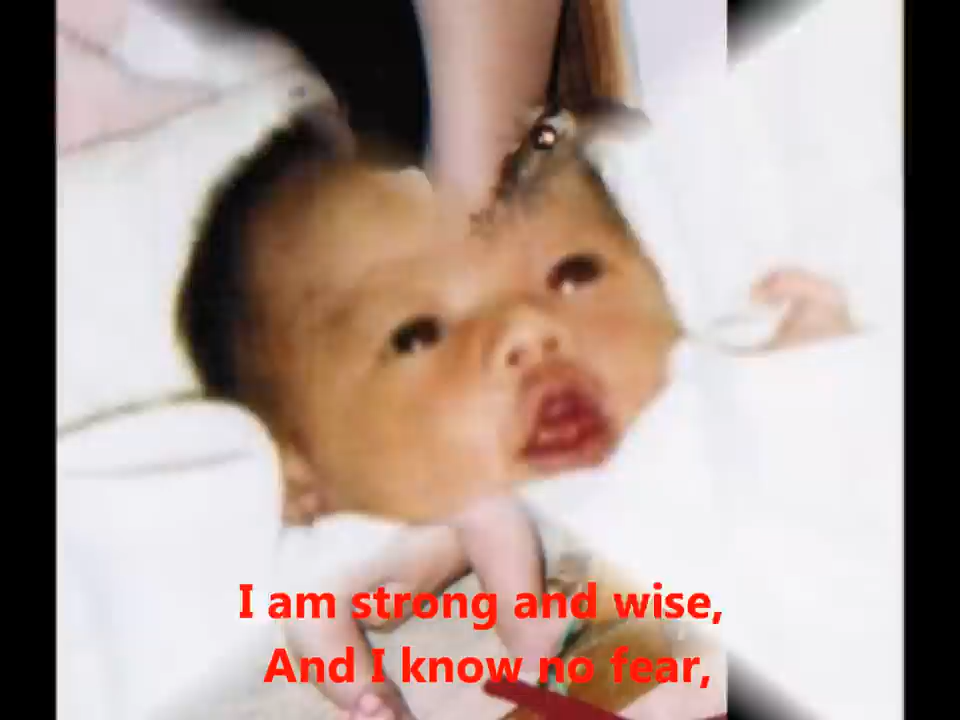 I am strong and wise,
And I know no fear,